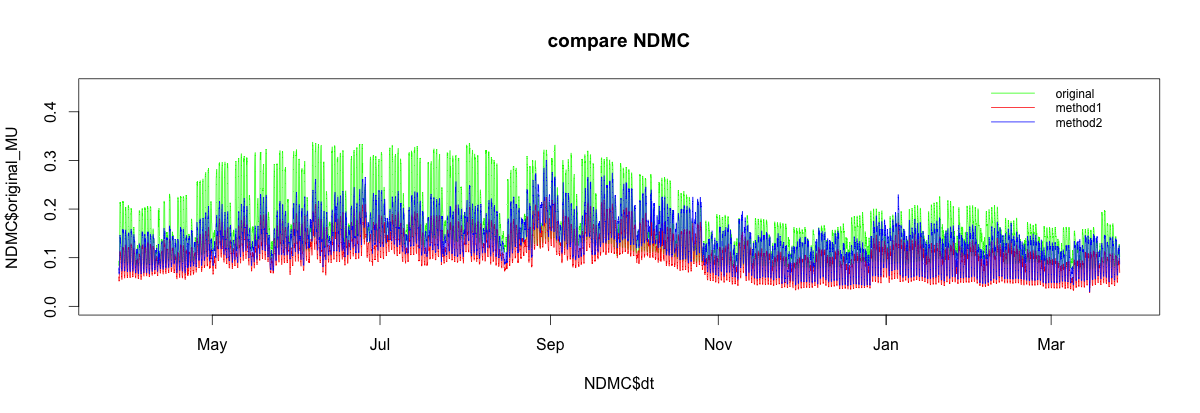 compare NDMC
NDMC$original_MU
0.4
0.3
0.2
0.1
0.0
original
method1
method2
May Jul Sep Nov Jan Mar
NDMC$dt